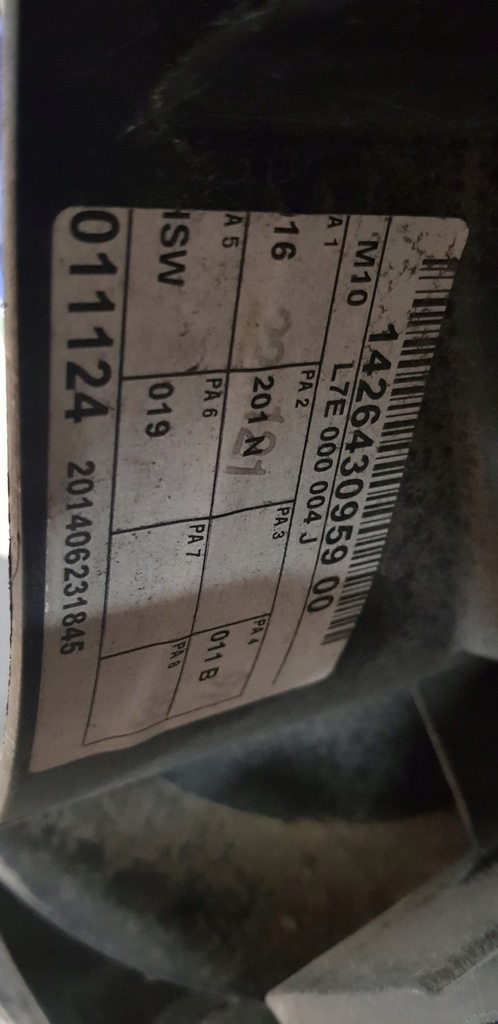 1426430959 00
M10 L7E 000 004 J
A 1 PA 2 PA 3 PA 4
16 201 N 011 B
A 5 PA 6 PA 7 PA 8
HSW 019
011124 201406231845